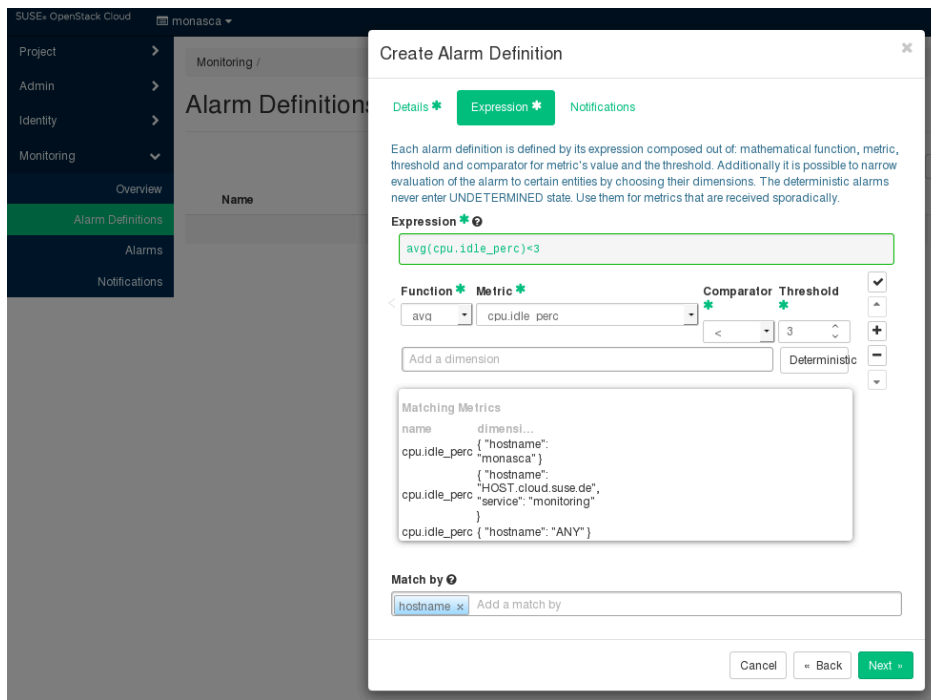 SUSE® OpenStack Cloud
monasca
Project
Admin
Identity
Monitoring
Overview
Alarm Definitions
Alarms
Notifications
Monitoring /
Alarm Definitions
Name
Create Alarm Definition
Details * Expression * Notifications
Each alarm definition is defined by its expression composed out of: mathematical function, metric,
threshold and comparator for metric's value and the threshold. Additionally it is possible to narrow
evaluation of the alarm to certain entities by choosing their dimensions. The deterministic alarms
never enter UNDETERMINED state. Use them for metrics that are received sporadically.
Expression *
avg(cpu.idle_perc)<3
Function * Metric * Comparator * Threshold *
avg cpu.idle_perc < 3
Add a dimension Deterministic
Matching Metrics
name dimensi...
cpu.idle_perc { "hostname":
"monasca" }
{ "hostname":
"HOST.cloud.suse.de",
cpu.idle_perc "service": "monitoring"
}
cpu.idle_perc { "hostname": "ANY" }
Match by
hostname × Add a match by
Cancel « Back Next »